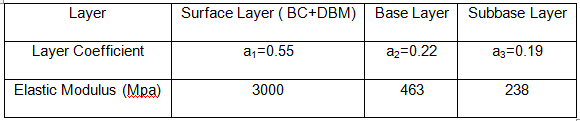 Layer Surface Layer ( BC+DBM) Base Layer Subbase Layer
Layer Coefficient a₁=0.55 a₂=0.22 a₃=0.19
Elastic Modulus (Mpa) 3000 463 238